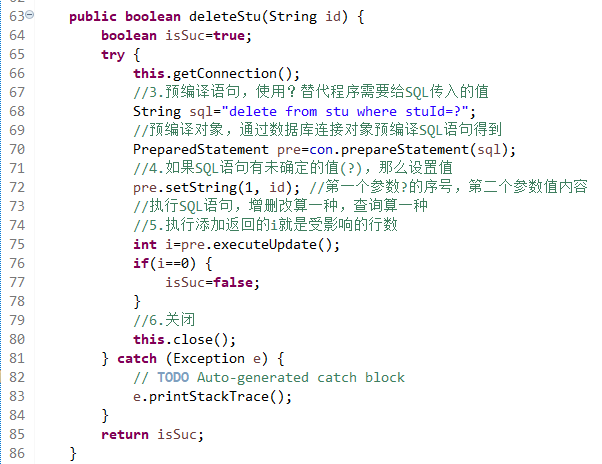 63 public boolean deleteStu(String id) {
64 boolean isSuc=true;
65 try {
66 this.getConnection();
67 //3.预编译语句，使用？替代程序需要给SQL传入的值
68 String sql="delete from stu where stuId=?";
69 //预编译对象，通过数据库连接对象预编译SQL语句得到
70 PreparedStatement pre=con.prepareStatement(sql);
71 //4.如果SQL语句有未确定的值(?)，那么设置值
72 pre.setString(1, id); //第一个参数?的序号，第二个参数值内容
73 //执行SQL语句，增删改算一种，查询算一种
74 //5.执行添加返回的i就是受影响的行数
75 int i=pre.executeUpdate();
76 if(i==0) {
77 isSuc=false;
78 }
79 //6.关闭
80 this.close();
81 } catch (Exception e) {
82 // TODO Auto-generated catch block
83 e.printStackTrace();
84 }
85 return isSuc;
86 }